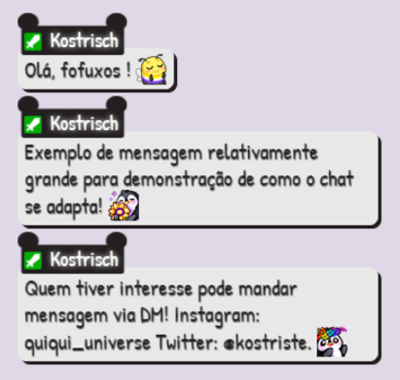 Kostrisch
Olá, fofuxos !
Kostrisch
Exemplo de mensagem relativamente
grande para demonstração de como o chat
se adapta!
Kostrisch
Quem tiver interesse pode mandar
mensagem via DM! Instagram:
quiqui_universe Twitter: @kostriste.